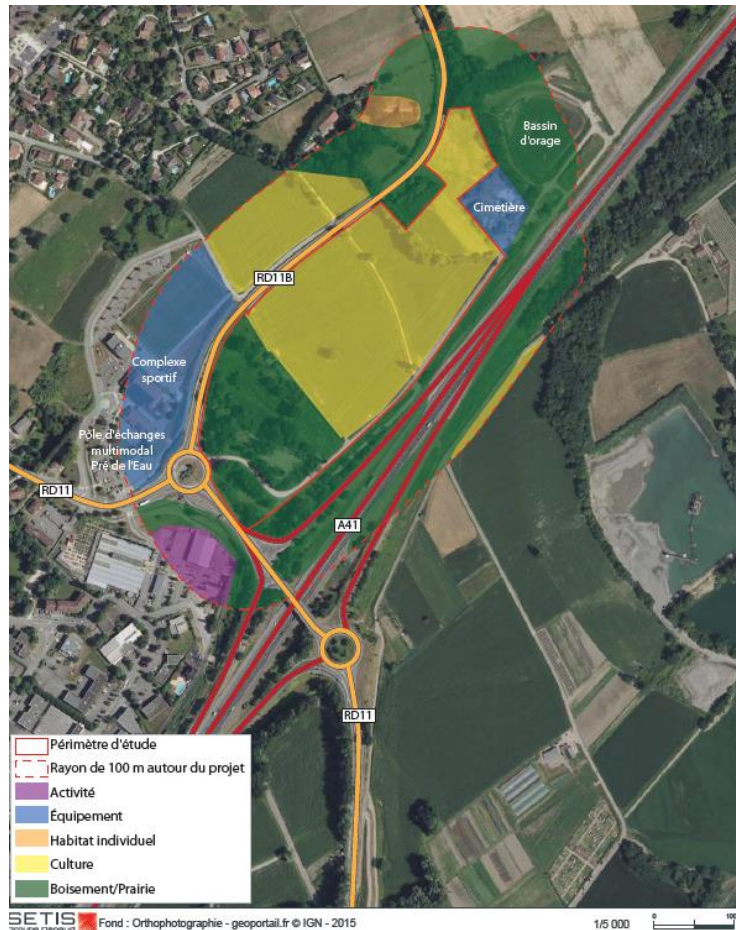 Bassin
d'orage
Cimetière
RD11B
Complexe
sportif
Pôle d'échanges
multimodal
Pré de l'Eau
RD11
A41
RD11
Périmètre d'étude
Rayon de 100 m autour du projet
Activité
Équipement
Habitat individuel
Culture
Boisement/Prairie
SETIS Fond : Orthophotographie - geoportail.fr © IGN - 2015 1/5 000 0 100